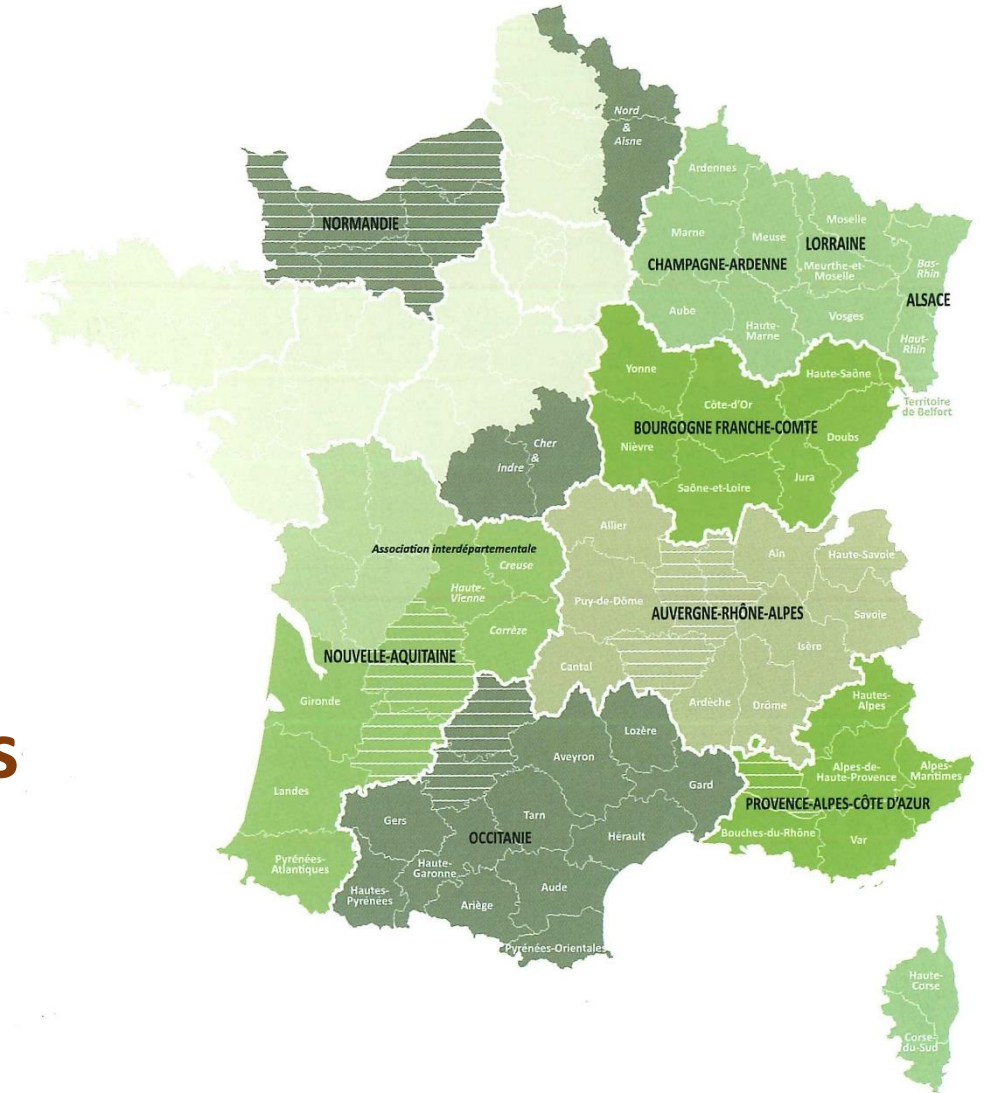 Nord
&
Aisne
Ardennes
NORMANDIE
Marne
Meuse
Moselle
LORRAINE
CHAMPAGNE-ARDENNE
Meurthe-et-
Moselle
Bas-
Rhin
ALSACE
Aube
Haute-
Marne
Vosges
Haut-
Rhin
Yonne
Haute-Saône
Côte-d'Or
Territoire
de Belfort
BOURGOGNE FRANCHE-COMTE
Nièvre
Doubs
Cher
&
Indre
Saône-et-Loire
Jura
Allier
Association interdépartementale
Creuse
Ain
Haute-Savoie
Haute-
Vienne
Puy-de-Dôme
AUVERGNE-RHÔNE-ALPES
Savoie
Corrèze
Isère
NOUVELLE-AQUITAINE
Cantal
Gironde
Ardèche
Drôme
Hautes-
Alpes
Lozère
s
Aveyron
Alpes-de-
Haute-Provence
Alpes-
Maritimes
Landes
Gard
PROVENCE-ALPES-CÔTE D'AZUR
Gers
Tarn
OCCITANIE
Hérault
Bouches-du-Rhône
Var
Pyrénées-
Atlantiques
Haute-
Garonne
Hautes-
Pyrénées
Aude
Ariège
Pyrénées-Orientales
Haute-
Corse
Corse-
du-Sud